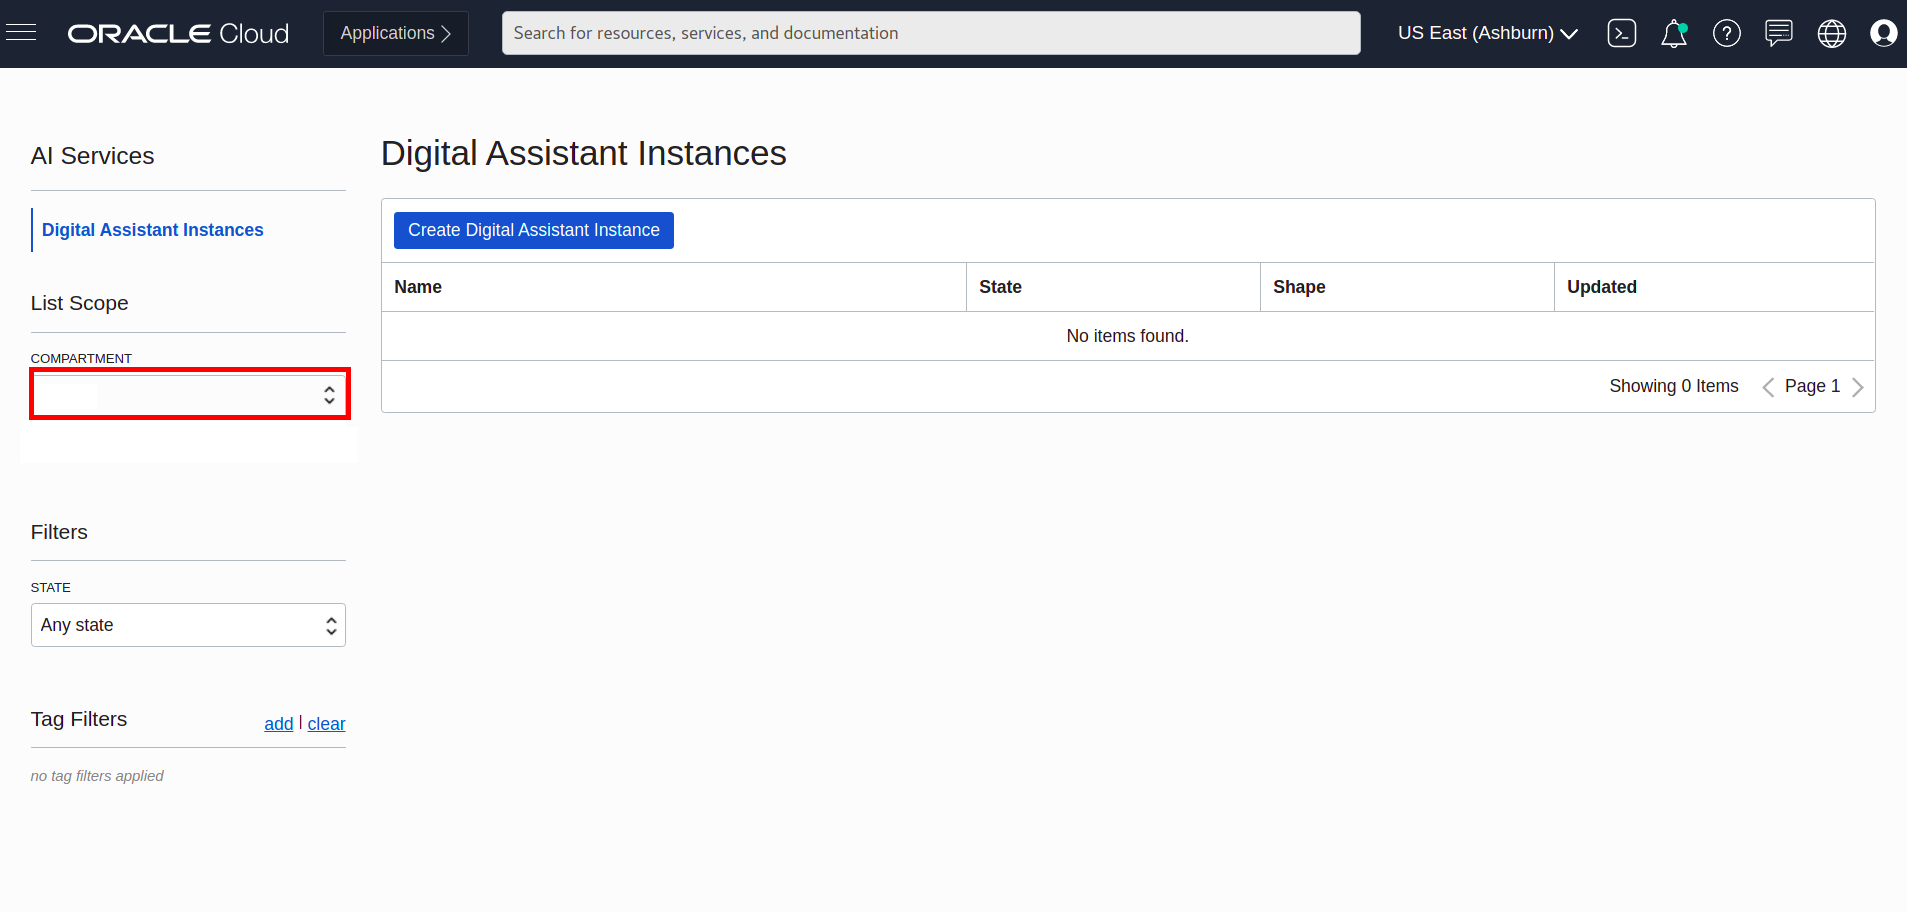 ORACLE Cloud
Applications
Search for resources, services, and documentation
US East (Ashburn)
AI Services
Digital Assistant Instances
List Scope
COMPARTMENT
Filters
STATE
Any state
Tag Filters
add | clear
no tag filters applied
Digital Assistant Instances
Create Digital Assistant Instance
Name State Shape Updated
No items found.
Showing 0 Items Page 1